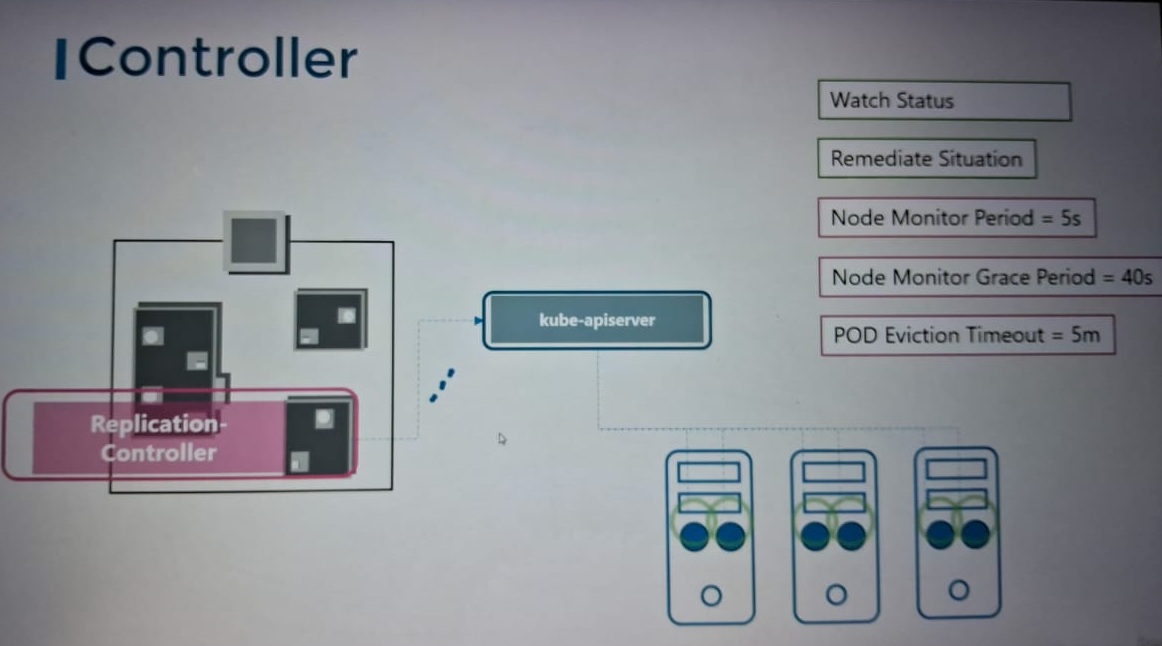 Controller
Watch Status
Remediate Situation
Node Monitor Period = 5s
Node Monitor Grace Period = 40s
POD Eviction Timeout = 5m
kube-apiserver
Replication-
Controller